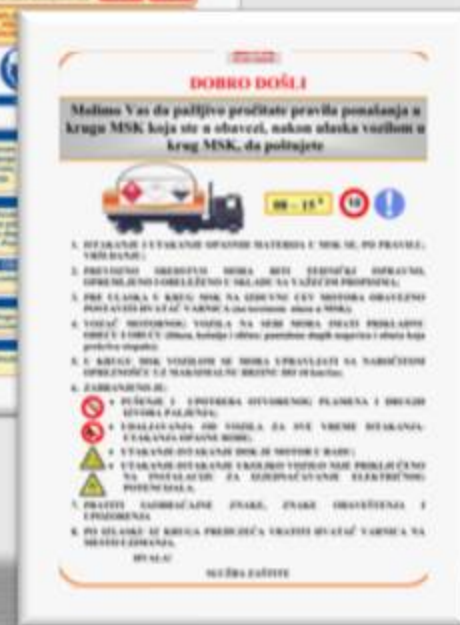 DOBRO DOŠLI
Molimo Vas da pažljivo pročitate pravila ponašanja u
krugu MSK koja ste u obavezi, nakon ulaska vozilom u
krug MSK, da poštujete
08 - 15 h
10
1. ISTAKANJE I UTAKANJE OPASNIH MATERIJA U MSK SE, PO PRAVILU,
2. PREVOZNO SREDSTVO MORA BITI TEHNIČKI ISPRAVNO,
OPREMLJENO I OBELEŽENO U SKLADU SA VAŽEĆIM PROPISIMA;
3. PRE ULASKA U KRUG MSK NA IZDUVNU CEV MOTORA OBAVEZNO
POSTAVITI HVATAČ VARNICA
4. VOZAČ MOTORNOG VOZILA NA SEBI MORA IMATI PRIKLADNU
ODEĆU I OBUĆU
5. U KRUGU MSK VOZILOM SE MORA UPRAVLJATI SA NAROČITOM
OPREZNOŠĆU UZ MAKSIMALNU BRZINU DO 10
6. ZABRANJENO JE:
PUŠENJE I UPOTREBA OTVORENOG PLAMENA I DRUGIH
IZVORA PALJENJA;
UDALJAVANJA OD VOZILA ZA SVE VREME ISTAKANJA-
UTAKANJA OPASNE ROBE;
UTAKANJE-ISTAKANJE DOK JE MOTOR U RADU;
UTAKANJE-ISTAKANJE UKOLIKO VOZILO NIJE PRIKLJUČENO
NA INSTALACIJU ZA IZJEDNAČAVANJE ELEKTRIČNOG
POTENCIJALA.
7. PRATITI SAOBRAĆAJNE ZNAKE, ZNAKE OBAVEŠTENJA I
UPOZORENJA
8. PO IZLASKU IZ KRUGA PREDUZEĆA VRATITI HVATAČ VARNICA NA
MESTO UZIMANJA.
HVALA!
SLUŽBA ZAŠTITE